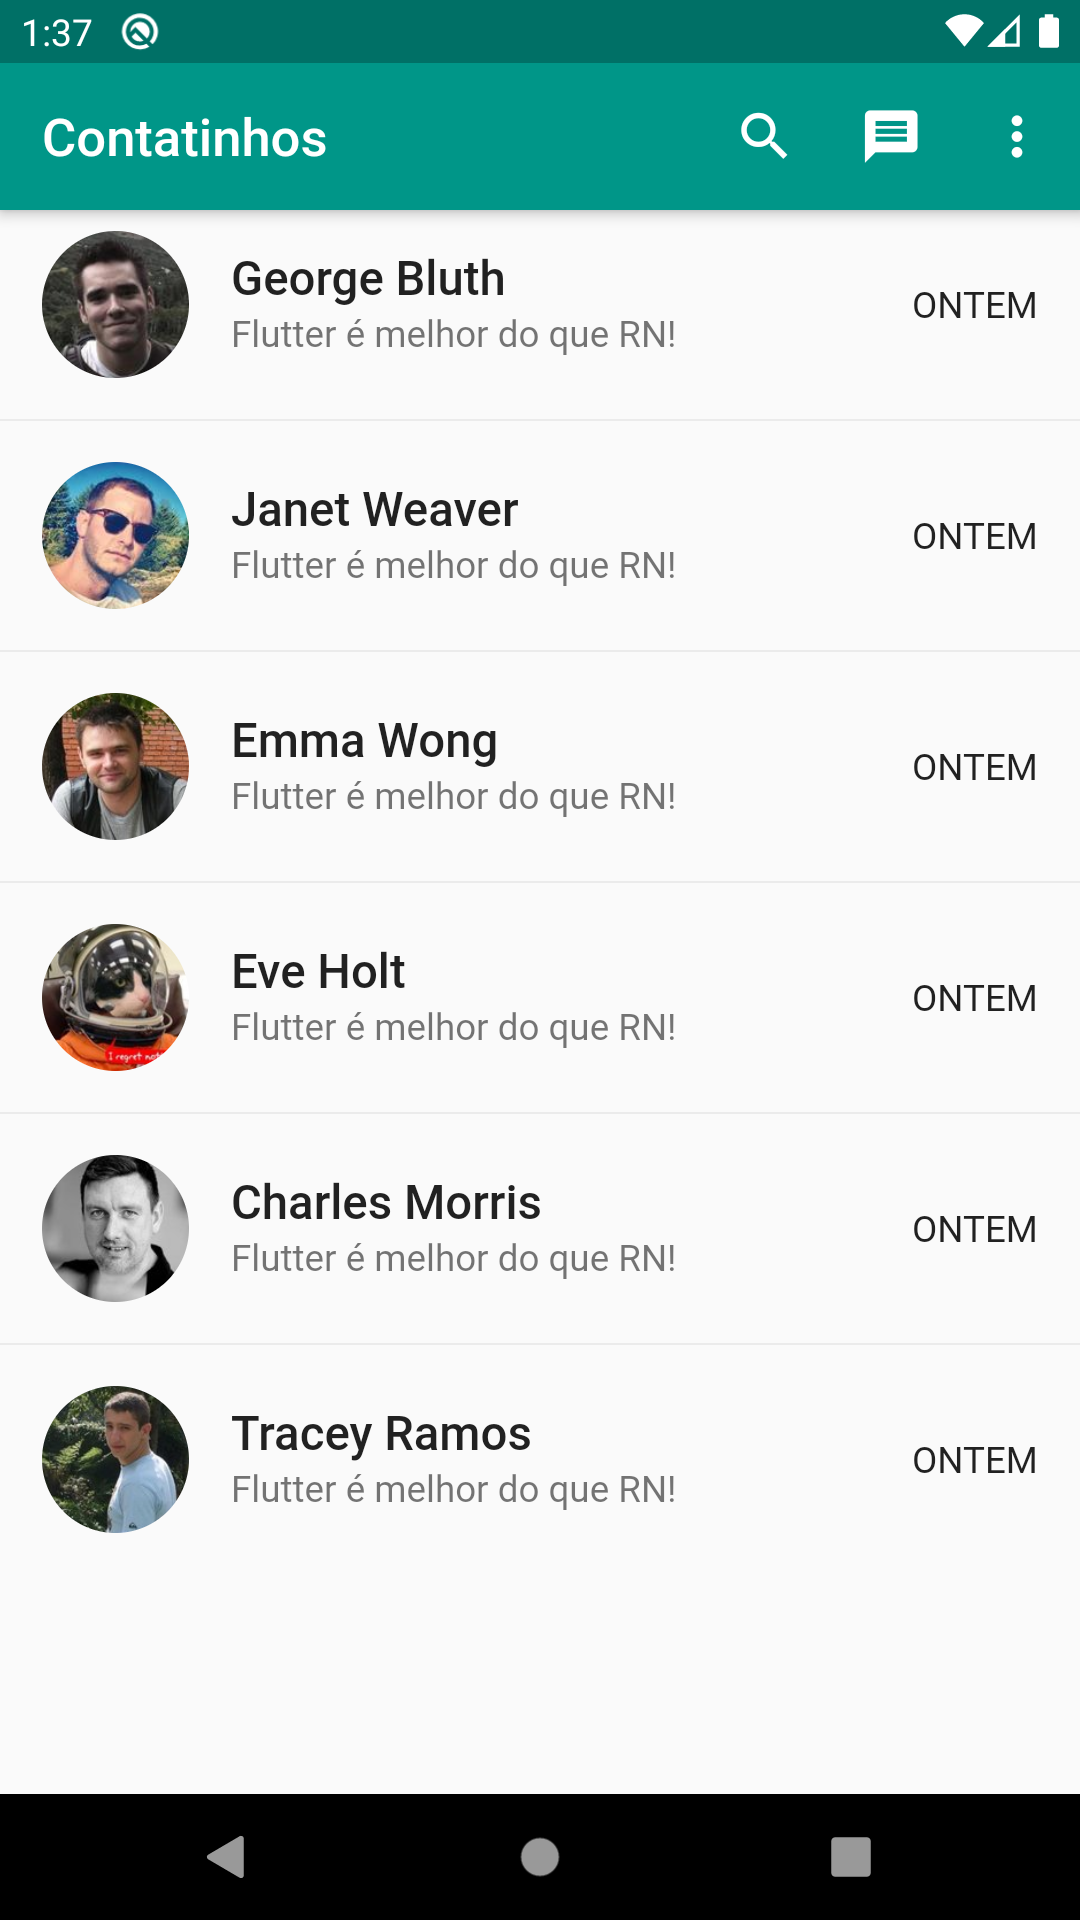 1:37
Contatinhos
George Bluth
Flutter é melhor do que RN!
ONTEM
Janet Weaver
Flutter é melhor do que RN!
ONTEM
Emma Wong
Flutter é melhor do que RN!
ONTEM
Eve Holt
Flutter é melhor do que RN!
ONTEM
I regret
Charles Morris
Flutter é melhor do que RN!
ONTEM
Tracey Ramos
Flutter é melhor do que RN!
ONTEM